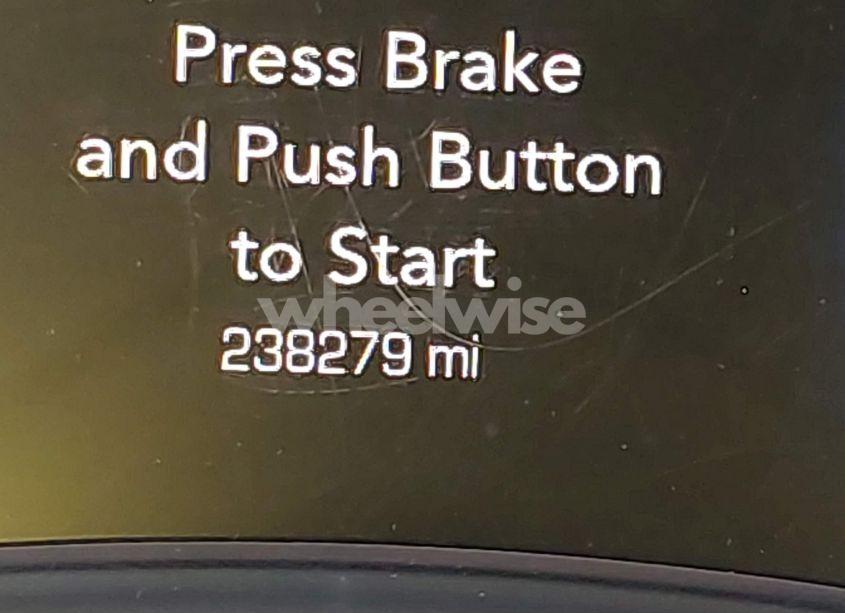 Press Brake
and Push Button
to Start
wheelwise
238279 mi